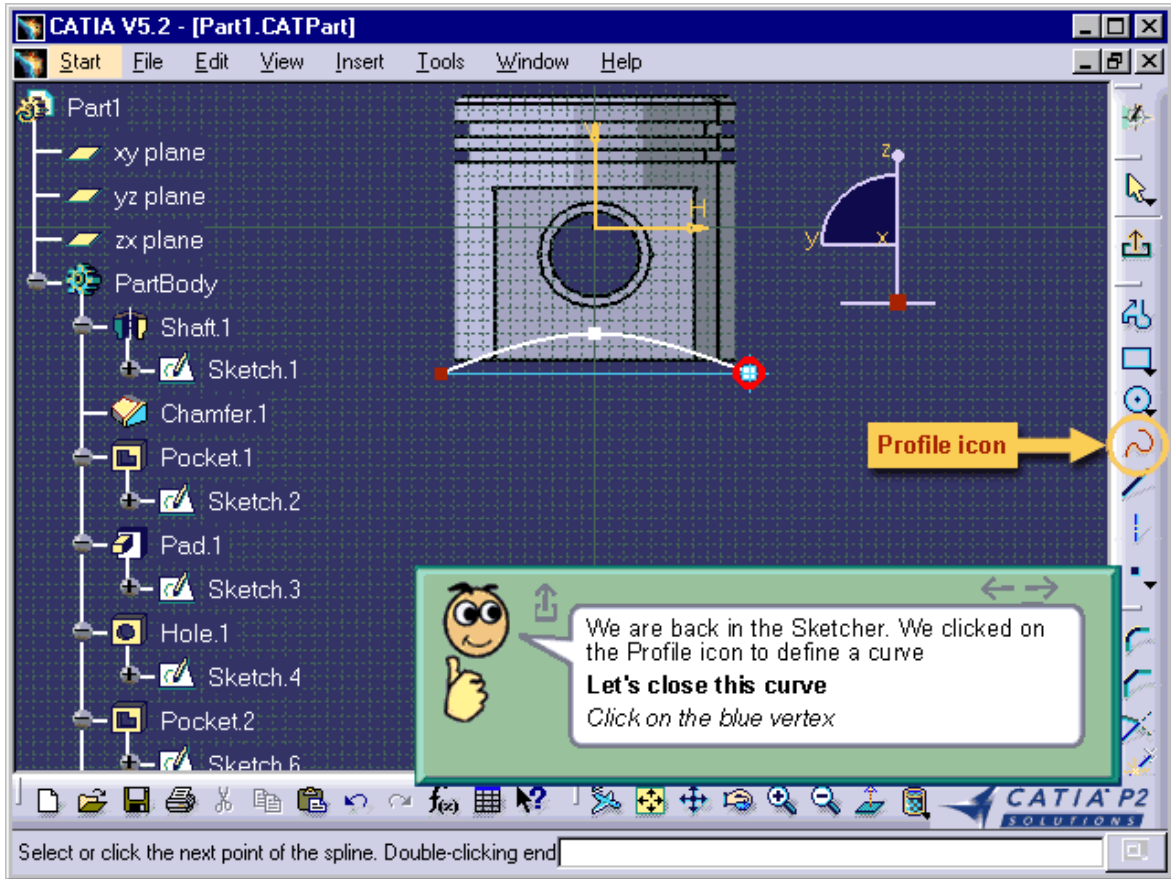 CATIA V5.2 - [Part1.CATPart]
Start File Edit View Insert Tools Window Help
Part1
xy plane
yz plane
zx plane
PartBody
Shaft.1
Sketch.1
Chamfer.1
Pocket.1
Sketch.2
Pad.1
Sketch.3
Hole.1
Sketch.4
Pocket.2
Sketch.6
V
H
z
y x
Profile icon
We are back in the Sketcher. We clicked on
the Profile icon to define a curve
Let's close this curve
Click on the blue vertex
f(x)
CATIA P2
SOLUTIONS
Select or click the next point of the spline. Double-clicking end